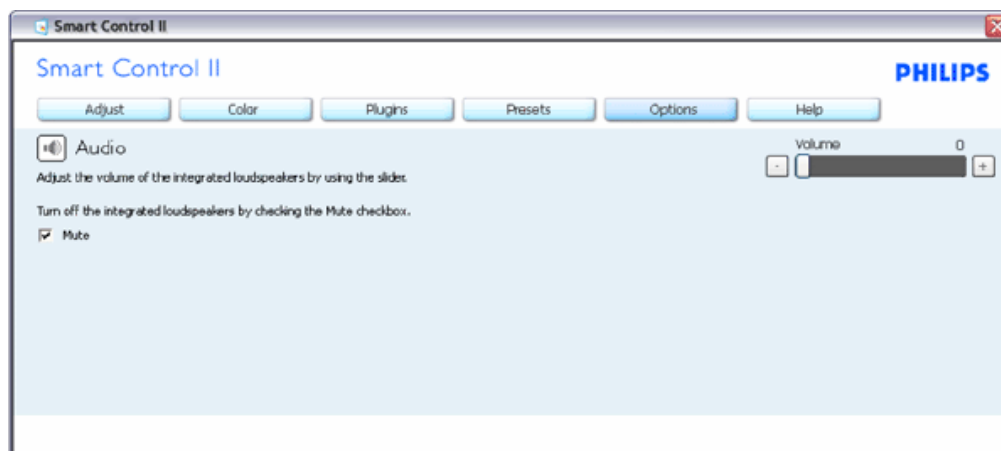 Smart Control II
Smart Control II
PHILIPS
Adjust Color Plugins Presets Options Help
Audio
Volume 0
- +
Adjust the volume of the integrated loudspeakers by using the slider.
Turn off the integrated loudspeakers by checking the Mute checkbox.
Mute